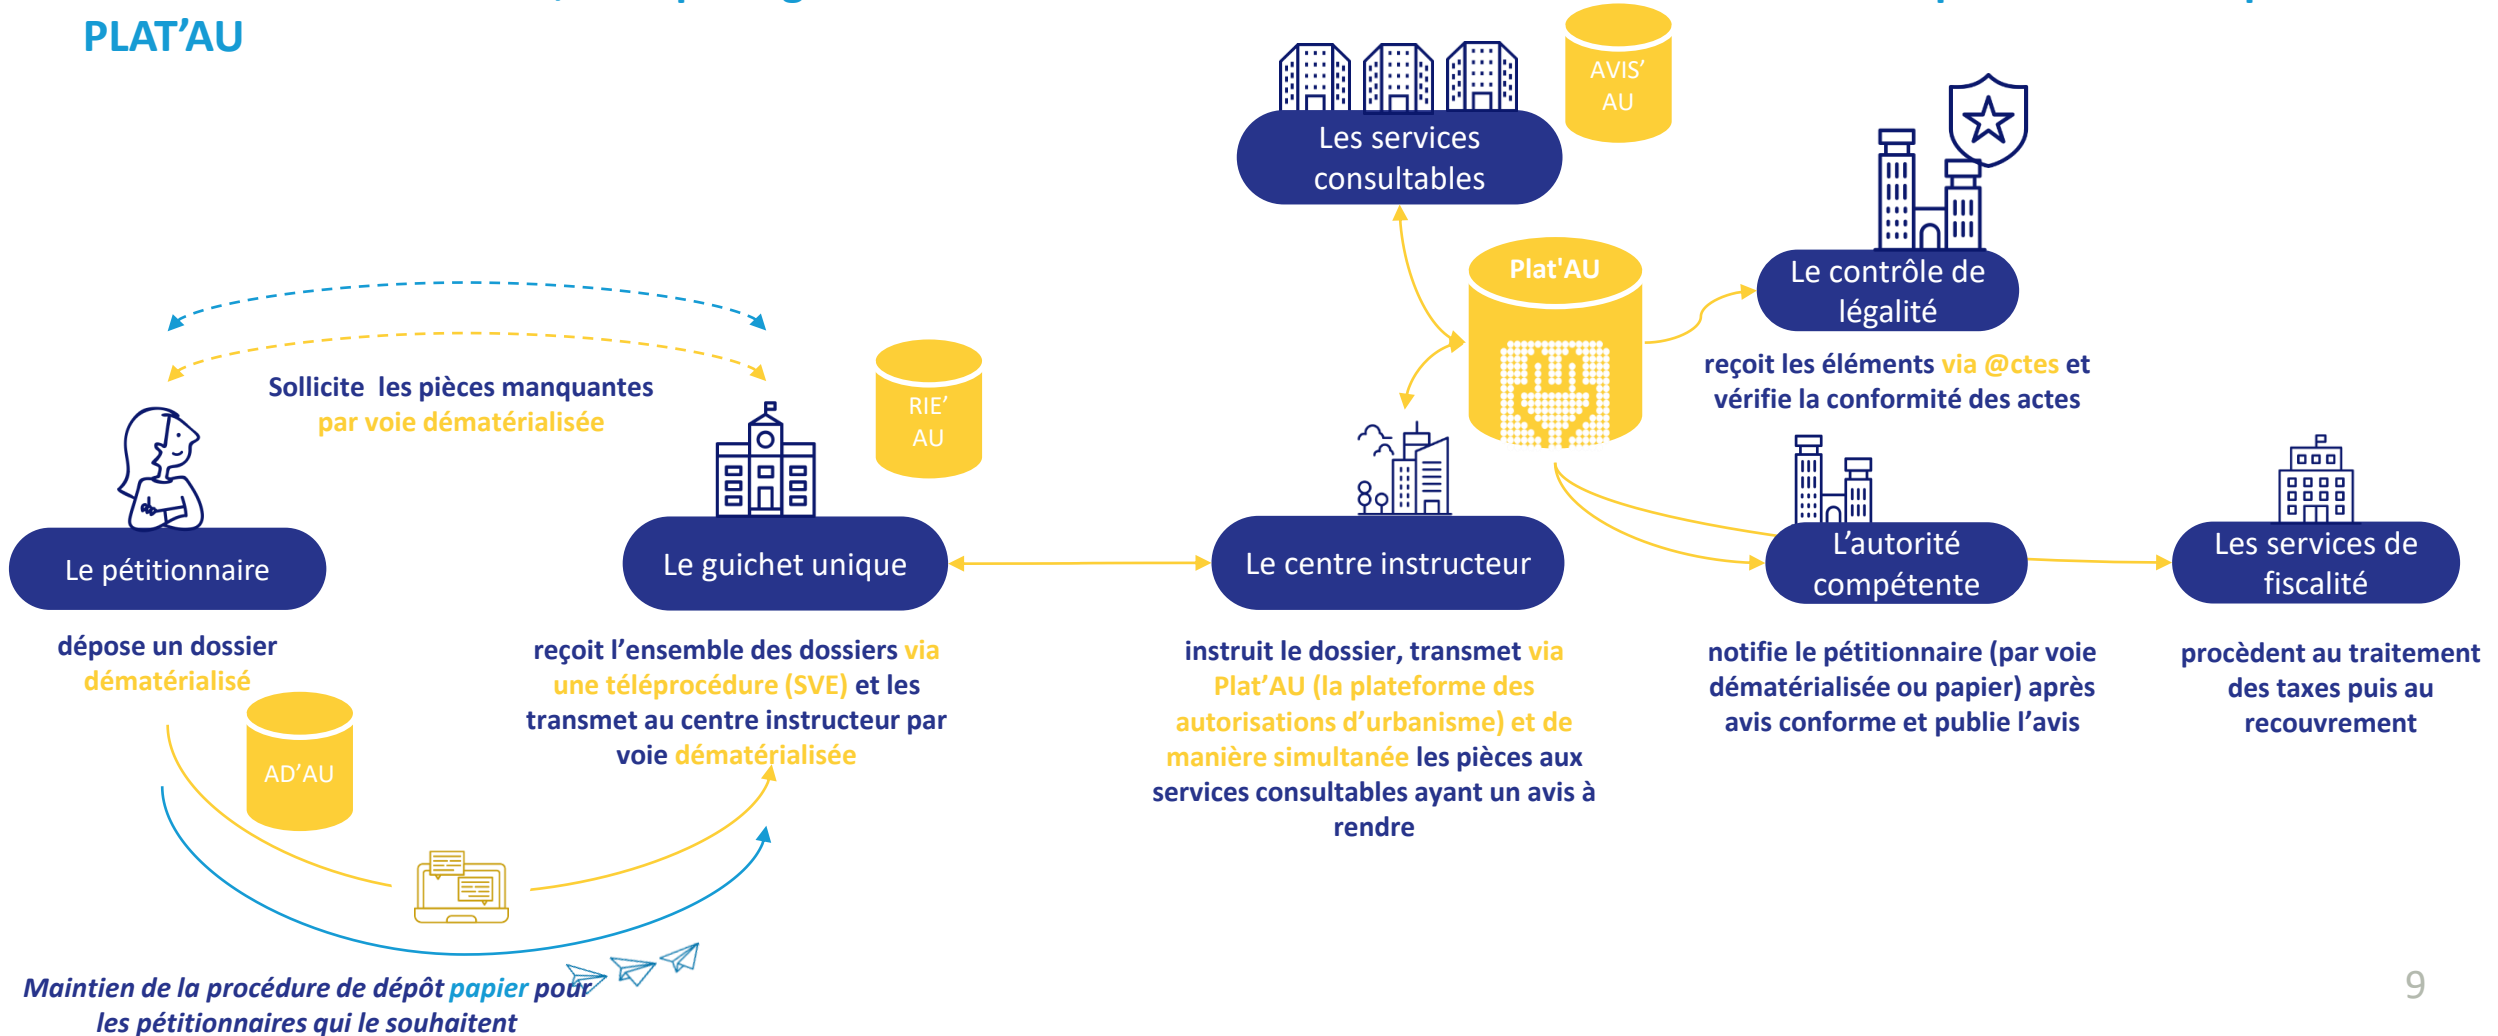 PLAT’AU
AVIS’
AU
Les services
consultables
Plat'AU
Le contrôle de
légalité
reçoit les éléments via @ctes et
vérifie la conformité des actes
Sollicite les pièces manquantes
par voie dématérialisée
RIE’
AU
Le pétitionnaire
dépose un dossier
dématérialisé
AD’AU
Le guichet unique
reçoit l’ensemble des dossiers via
une téléprocédure (SVE) et les
transmet au centre instructeur par
voie dématérialisée
Le centre instructeur
instruit le dossier, transmet via
Plat’AU (la plateforme des
autorisations d’urbanisme) et de
manière simultanée les pièces aux
services consultables ayant un avis à
rendre
L’autorité
compétente
notifie le pétitionnaire (par voie
dématérialisée ou papier) après
avis conforme et publie l’avis
Les services de
fiscalité
procèdent au traitement
des taxes puis au
recouvrement
Maintien de la procédure de dépôt papier pour
les pétitionnaires qui le souhaitent
9